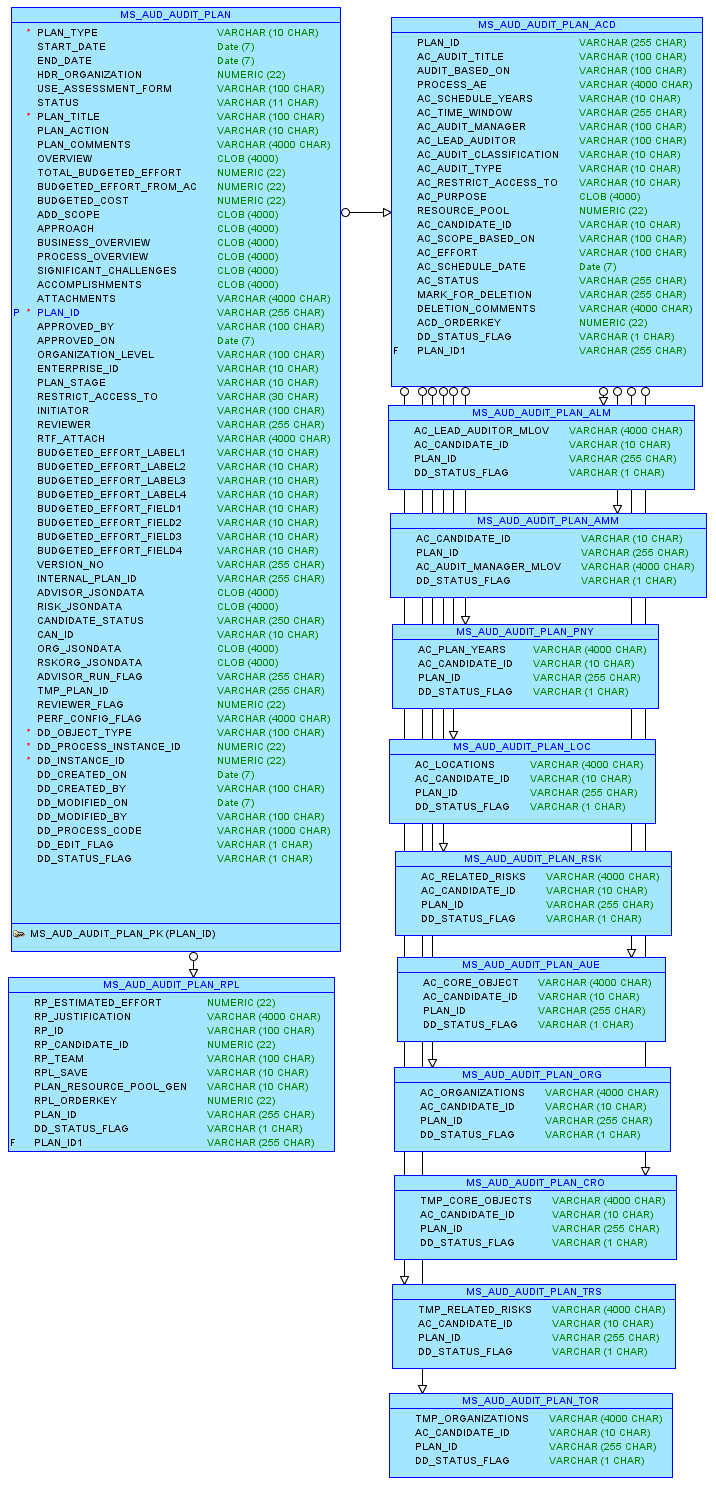 MS_AUD_AUDIT_PLAN
* PLAN_TYPE VARCHAR (10 CHAR)
START_DATE Date (7)
END_DATE Date (7)
HDR_ORGANIZATION NUMERIC (22)
USE_ASSESSMENT_FORM VARCHAR (100 CHAR)
STATUS VARCHAR (11 CHAR)
* PLAN_TITLE VARCHAR (100 CHAR)
PLAN_ACTION VARCHAR (10 CHAR)
PLAN_COMMENTS VARCHAR (4000 CHAR)
OVERVIEW CLOB (4000)
TOTAL_BUDGETED_EFFORT NUMERIC (22)
BUDGETED_EFFORT_FROM_AC NUMERIC (22)
BUDGETED_COST NUMERIC (22)
ADD_SCOPE CLOB (4000)
APPROACH CLOB (4000)
BUSINESS_OVERVIEW CLOB (4000)
PROCESS_OVERVIEW CLOB (4000)
SIGNIFICANT_CHALLENGES CLOB (4000)
ACCOMPLISHMENTS CLOB (4000)
ATTACHMENTS VARCHAR (4000 CHAR)
P * PLAN_ID VARCHAR (255 CHAR)
APPROVED_BY VARCHAR (100 CHAR)
APPROVED_ON Date (7)
ORGANIZATION_LEVEL VARCHAR (100 CHAR)
ENTERPRISE_ID VARCHAR (10 CHAR)
PLAN_STAGE VARCHAR (10 CHAR)
RESTRICT_ACCESS_TO VARCHAR (30 CHAR)
INITIATOR VARCHAR (100 CHAR)
REVIEWER VARCHAR (255 CHAR)
RTF_ATTACH VARCHAR (4000 CHAR)
BUDGETED_EFFORT_LABEL1 VARCHAR (10 CHAR)
BUDGETED_EFFORT_LABEL2 VARCHAR (10 CHAR)
BUDGETED_EFFORT_LABEL3 VARCHAR (10 CHAR)
BUDGETED_EFFORT_LABEL4 VARCHAR (10 CHAR)
BUDGETED_EFFORT_FIELD1 VARCHAR (10 CHAR)
BUDGETED_EFFORT_FIELD2 VARCHAR (10 CHAR)
BUDGETED_EFFORT_FIELD3 VARCHAR (10 CHAR)
BUDGETED_EFFORT_FIELD4 VARCHAR (10 CHAR)
VERSION_NO VARCHAR (255 CHAR)
INTERNAL_PLAN_ID VARCHAR (255 CHAR)
ADVISOR_JSONDATA CLOB (4000)
RISK_JSONDATA CLOB (4000)
CANDIDATE_STATUS VARCHAR (250 CHAR)
CAN_ID VARCHAR (10 CHAR)
ORG_JSONDATA CLOB (4000)
RSKORG_JSONDATA CLOB (4000)
ADVISOR_RUN_FLAG VARCHAR (255 CHAR)
TMP_PLAN_ID VARCHAR (255 CHAR)
REVIEWER_FLAG NUMERIC (22)
PERF_CONFIG_FLAG VARCHAR (4000 CHAR)
* DD_OBJECT_TYPE VARCHAR (100 CHAR)
* DD_PROCESS_INSTANCE_ID NUMERIC (22)
* DD_INSTANCE_ID NUMERIC (22)
DD_CREATED_ON Date (7)
DD_CREATED_BY VARCHAR (100 CHAR)
DD_MODIFIED_ON Date (7)
DD_MODIFIED_BY VARCHAR (100 CHAR)
DD_PROCESS_CODE VARCHAR (1000 CHAR)
DD_EDIT_FLAG VARCHAR (1 CHAR)
DD_STATUS_FLAG VARCHAR (1 CHAR)
MS_AUD_AUDIT_PLAN_PK (PLAN_ID)
MS_AUD_AUDIT_PLAN_RPL
RP_ESTIMATED_EFFORT NUMERIC (22)
RP_JUSTIFICATION VARCHAR (4000 CHAR)
RP_ID VARCHAR (100 CHAR)
RP_CANDIDATE_ID NUMERIC (22)
RP_TEAM VARCHAR (100 CHAR)
RPL_SAVE VARCHAR (10 CHAR)
PLAN_RESOURCE_POOL_GEN VARCHAR (10 CHAR)
RPL_ORDERKEY NUMERIC (22)
PLAN_ID VARCHAR (255 CHAR)
DD_STATUS_FLAG VARCHAR (1 CHAR)
F PLAN_ID1 VARCHAR (255 CHAR)
MS_AUD_AUDIT_PLAN_ACD
PLAN_ID VARCHAR (255 CHAR)
AC_AUDIT_TITLE VARCHAR (100 CHAR)
AUDIT_BASED_ON VARCHAR (100 CHAR)
PROCESS_AE VARCHAR (4000 CHAR)
AC_SCHEDULE_YEARS VARCHAR (10 CHAR)
AC_TIME_WINDOW VARCHAR (255 CHAR)
AC_AUDIT_MANAGER VARCHAR (100 CHAR)
AC_LEAD_AUDITOR VARCHAR (100 CHAR)
AC_AUDIT_CLASSIFICATION VARCHAR (10 CHAR)
AC_AUDIT_TYPE VARCHAR (10 CHAR)
AC_RESTRICT_ACCESS_TO VARCHAR (10 CHAR)
AC_PURPOSE CLOB (4000)
RESOURCE_POOL NUMERIC (22)
AC_CANDIDATE_ID VARCHAR (10 CHAR)
AC_SCOPE_BASED_ON VARCHAR (100 CHAR)
AC_EFFORT VARCHAR (100 CHAR)
AC_SCHEDULE_DATE Date (7)
AC_STATUS VARCHAR (255 CHAR)
MARK_FOR_DELETION VARCHAR (255 CHAR)
DELETION_COMMENTS VARCHAR (4000 CHAR)
ACD_ORDERKEY NUMERIC (22)
DD_STATUS_FLAG VARCHAR (1 CHAR)
F PLAN_ID1 VARCHAR (255 CHAR)
MS_AUD_AUDIT_PLAN_ALM
AC_LEAD_AUDITOR_MLOV VARCHAR (4000 CHAR)
AC_CANDIDATE_ID VARCHAR (10 CHAR)
PLAN_ID VARCHAR (255 CHAR)
DD_STATUS_FLAG VARCHAR (1 CHAR)
MS_AUD_AUDIT_PLAN_AMM
AC_CANDIDATE_ID VARCHAR (10 CHAR)
PLAN_ID VARCHAR (255 CHAR)
AC_AUDIT_MANAGER_MLOV VARCHAR (4000 CHAR)
DD_STATUS_FLAG VARCHAR (1 CHAR)
MS_AUD_AUDIT_PLAN_PNY
AC_PLAN_YEARS VARCHAR (4000 CHAR)
AC_CANDIDATE_ID VARCHAR (10 CHAR)
PLAN_ID VARCHAR (255 CHAR)
DD_STATUS_FLAG VARCHAR (1 CHAR)
MS_AUD_AUDIT_PLAN_LOC
AC_LOCATIONS VARCHAR (4000 CHAR)
AC_CANDIDATE_ID VARCHAR (10 CHAR)
PLAN_ID VARCHAR (255 CHAR)
DD_STATUS_FLAG VARCHAR (1 CHAR)
MS_AUD_AUDIT_PLAN_RSK
AC_RELATED_RISKS VARCHAR (4000 CHAR)
AC_CANDIDATE_ID VARCHAR (10 CHAR)
PLAN_ID VARCHAR (255 CHAR)
DD_STATUS_FLAG VARCHAR (1 CHAR)
MS_AUD_AUDIT_PLAN_AUE
AC_CORE_OBJECT VARCHAR (4000 CHAR)
AC_CANDIDATE_ID VARCHAR (10 CHAR)
PLAN_ID VARCHAR (255 CHAR)
DD_STATUS_FLAG VARCHAR (1 CHAR)
MS_AUD_AUDIT_PLAN_ORG
AC_ORGANIZATIONS VARCHAR (4000 CHAR)
AC_CANDIDATE_ID VARCHAR (10 CHAR)
PLAN_ID VARCHAR (255 CHAR)
DD_STATUS_FLAG VARCHAR (1 CHAR)
MS_AUD_AUDIT_PLAN_CRO
TMP_CORE_OBJECTS VARCHAR (4000 CHAR)
AC_CANDIDATE_ID VARCHAR (10 CHAR)
PLAN_ID VARCHAR (255 CHAR)
DD_STATUS_FLAG VARCHAR (1 CHAR)
MS_AUD_AUDIT_PLAN_TRS
TMP_RELATED_RISKS VARCHAR (4000 CHAR)
AC_CANDIDATE_ID VARCHAR (10 CHAR)
PLAN_ID VARCHAR (255 CHAR)
DD_STATUS_FLAG VARCHAR (1 CHAR)
MS_AUD_AUDIT_PLAN_TOR
TMP_ORGANIZATIONS VARCHAR (4000 CHAR)
AC_CANDIDATE_ID VARCHAR (10 CHAR)
PLAN_ID VARCHAR (255 CHAR)
DD_STATUS_FLAG VARCHAR (1 CHAR)